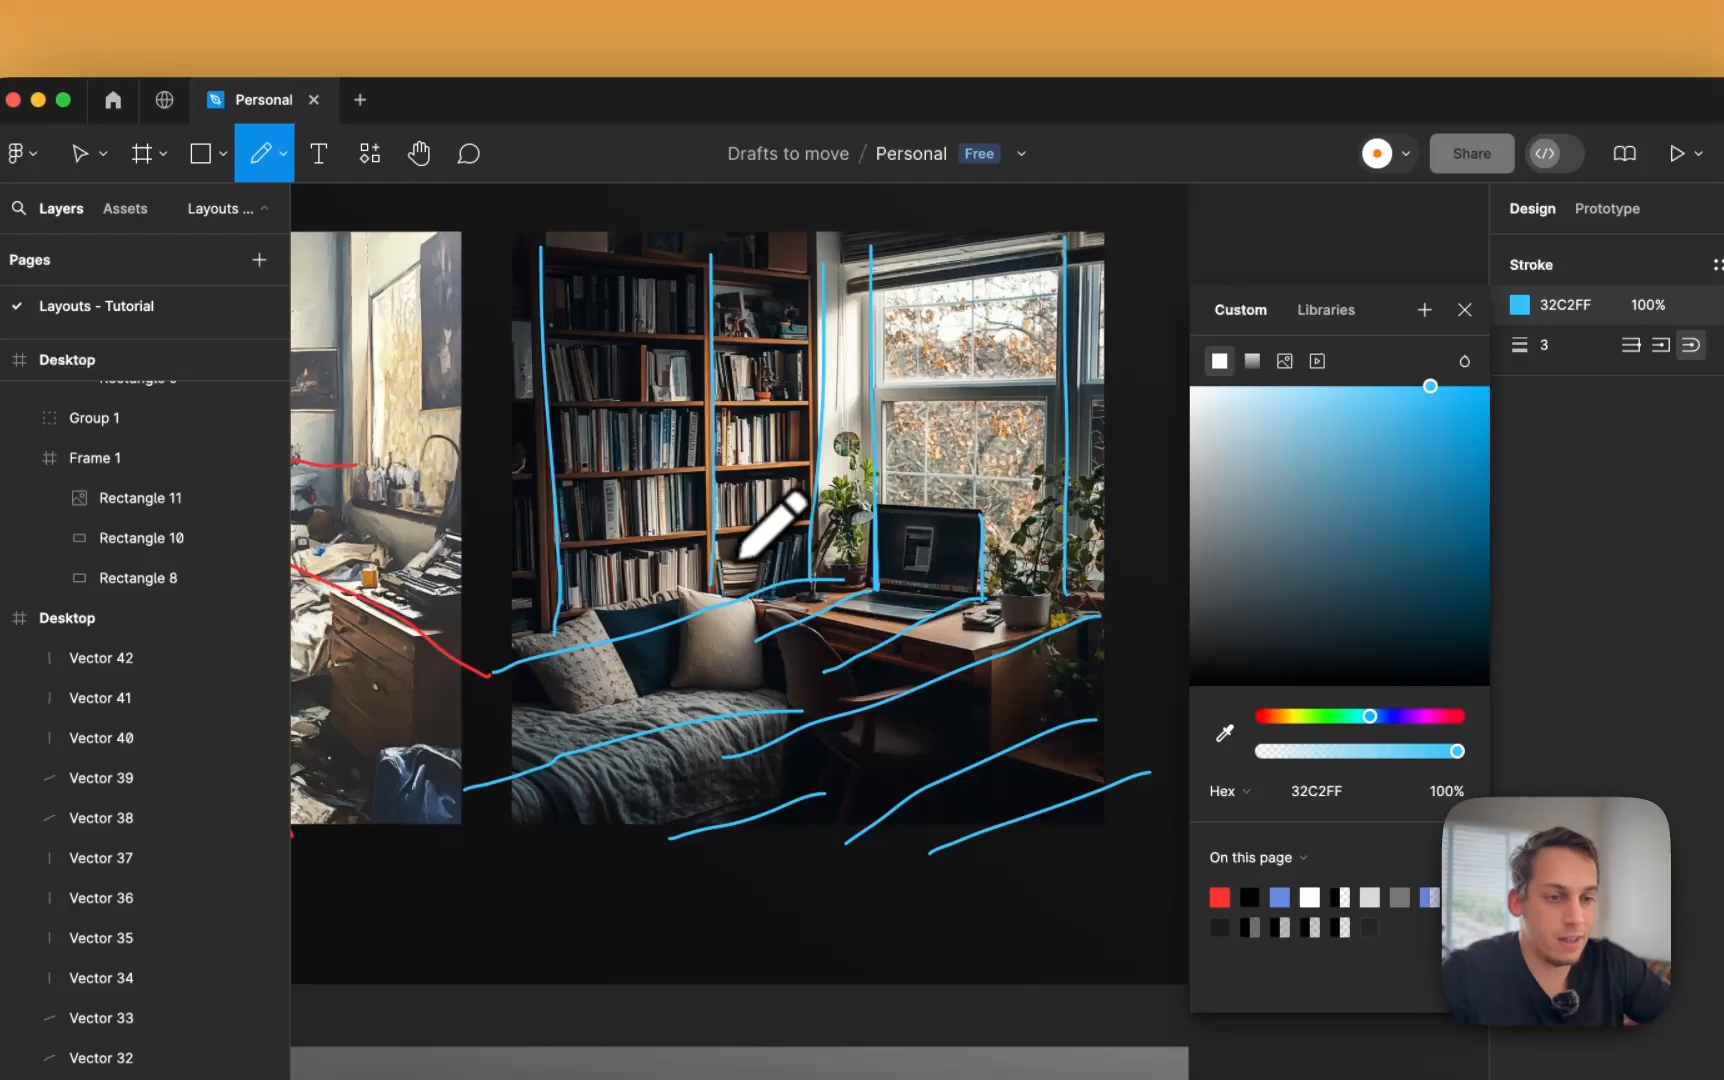 Personal
Drafts to move / Personal Free
Share
Layers Assets Layouts ...
Design Prototype
Pages
Stroke
Layouts - Tutorial
32C2FF 100%
3
Custom Libraries
Desktop
Group 1
Frame 1
Rectangle 11
Rectangle 10
Rectangle 8
Desktop
Vector 42
Vector 41
Vector 40
Vector 39
Vector 38
Vector 37
Vector 36
Vector 35
Vector 34
Vector 33
Vector 32
Hex 32C2FF 100%
On this page